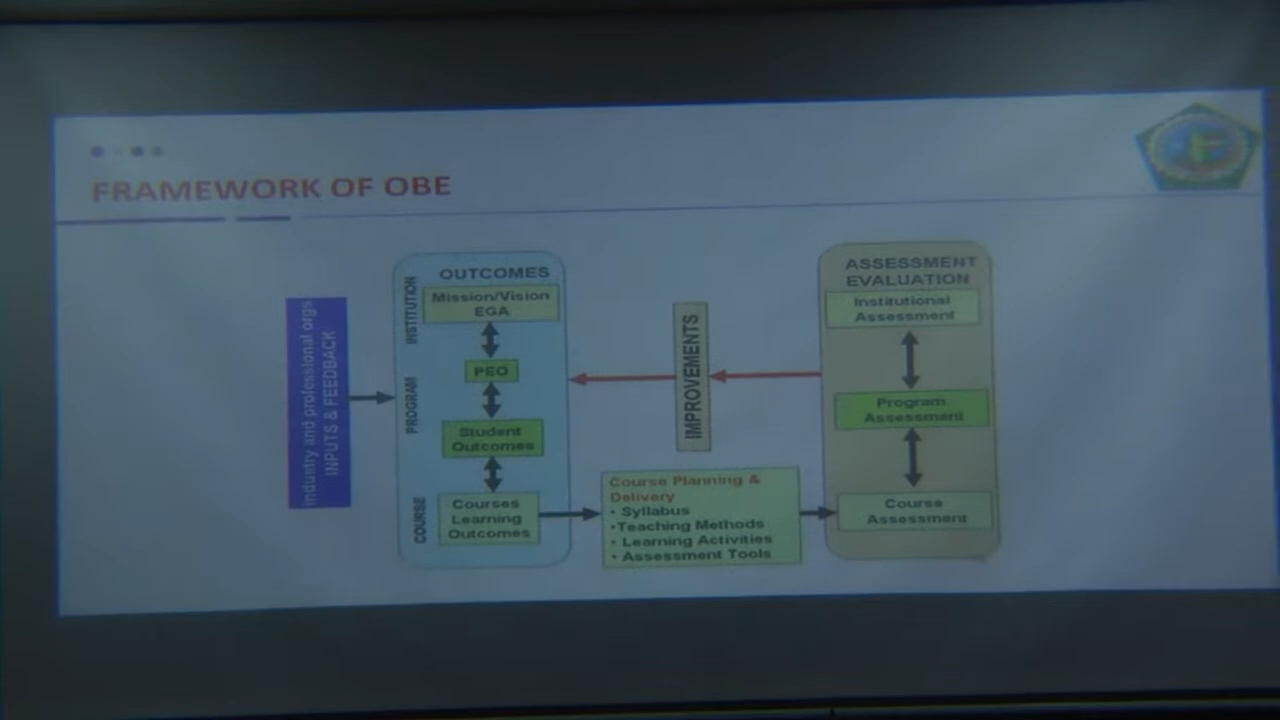 FRAMEWORK OF OBE
Industry and professional orgs
INPUTS & FEEDBACK
INSTITUTION
PROGRAM
COURSE
OUTCOMES
Mission/Vision
EGA
PEO
Student
Outcomes
Courses
Learning
Outcomes
Course Planning &
Delivery
• Syllabus
•Teaching Methods
• Learning Activities
• Assessment Tools
IMPROVEMENTS
ASSESSMENT
EVALUATION
Institutional
Assessment
Program
Assessment
Course
Assessment